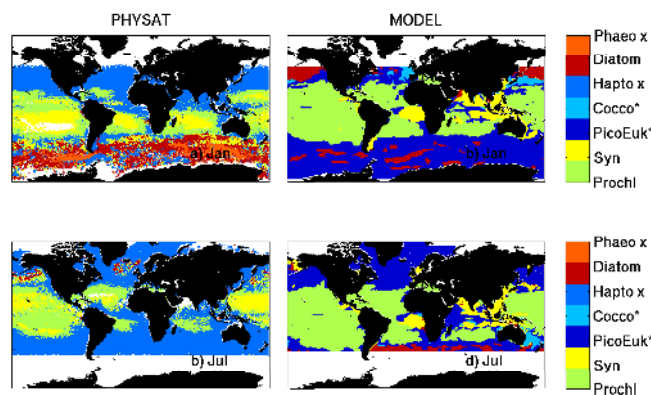 PHYSAT MODEL
Phaeo x
Diatom
Hapto x
Cocco*
PicoEuk*
Syn
Prochl
a) Jan
b) Jan
Phaeo x
Diatom
Hapto x
Cocco*
PicoEuk*
Syn
Prochl
b) Jul
d) Jul